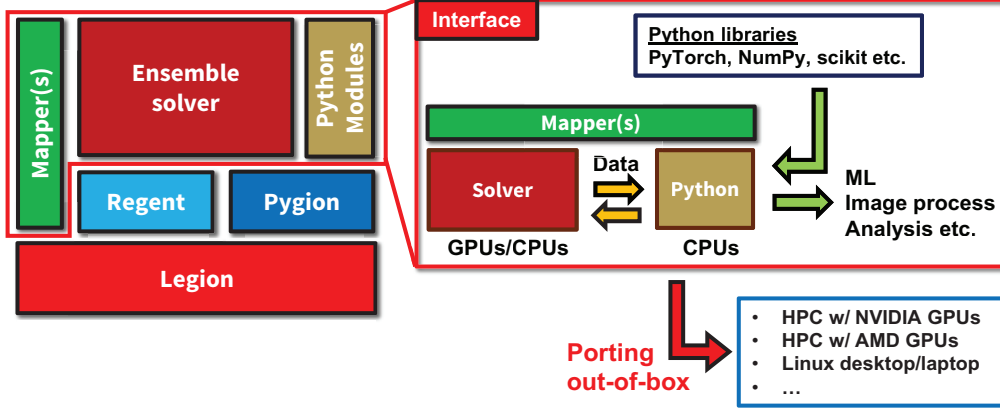 Mapper(s)
Ensemble
solver
Python
Modules
Regent
Pygion
Legion
Interface
Python libraries
PyTorch, NumPy, scikit etc.
Mapper(s)
Solver
Data
Python
GPUs/CPUs
CPUs
ML
Image process
Analysis etc.
Porting
out-of-box
• HPC w/ NVIDIA GPUs
• HPC w/ AMD GPUs
• Linux desktop/laptop
• …